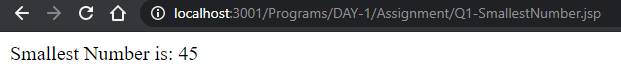 localhost:3001/Programs/DAY-1/Assignment/Q1-SmallestNumber.jsp
Smallest Number is: 45